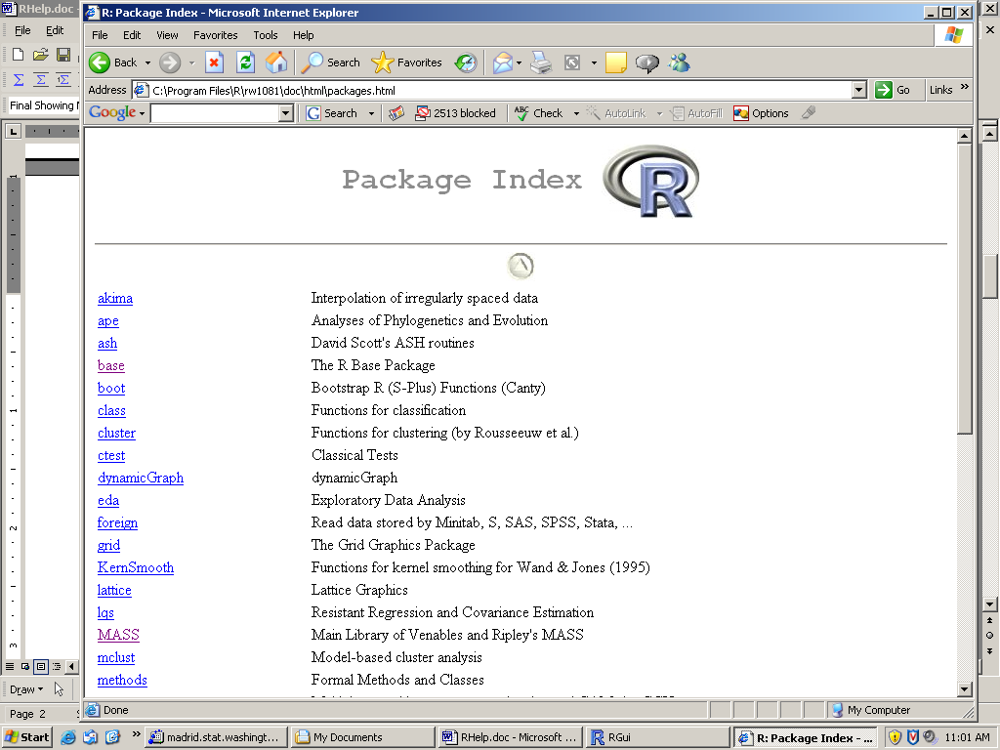 RHelp.doc
R: Package Index - Microsoft Internet Explorer
File Edit
File Edit View Favorites Tools Help
Back Search Favorites
Address C:\Program Files\R\rw1081\doc\html\packages.html Go Links »
Final Showing
Google Search 2513 blocked ABC Check AutoLink AutoFill Options
Package Index R
akima Interpolation of irregularly spaced data
ape Analyses of Phylogenetics and Evolution
ash David Scott's ASH routines
base The R Base Package
boot Bootstrap R (S-Plus) Functions (Canty)
class Functions for classification
cluster Functions for clustering (by Rousseeuw et al.)
ctest Classical Tests
dynamicGraph dynamicGraph
eda Exploratory Data Analysis
foreign Read data stored by Minitab, S, SAS, SPSS, Stata, ...
grid The Grid Graphics Package
KernSmooth Functions for kernel smoothing for Wand & Jones (1995)
lattice Lattice Graphics
lqs Resistant Regression and Covariance Estimation
MASS Main Library of Venables and Ripley's MASS
mclust Model-based cluster analysis
methods Formal Methods and Classes
Draw
Done My Computer
Page 2
Start » madrid.stat.washingt... My Documents RHelp.doc - Microsoft ... RGui R: Package Index - ... 11:01 AM